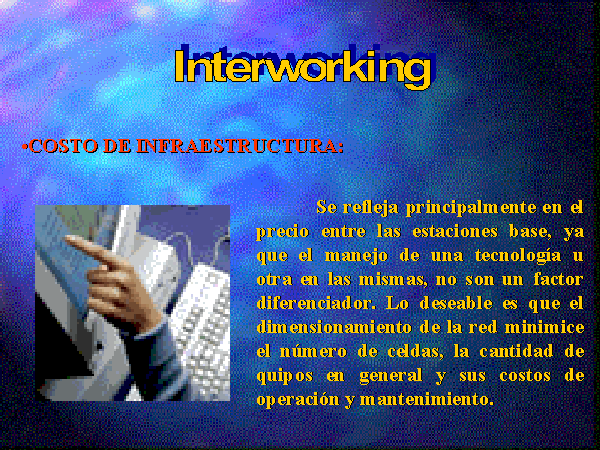 Interworking
•COSTO DE INFRAESTRUCTURA:
Se refleja principalmente en el
precio entre las estaciones base, ya
que el manejo de una tecnología u
otra en las mismas, no son un factor
diferenciador. Lo deseable es que el
dimensionamiento de la red minimice
el número de celdas, la cantidad de
quipos en general y sus costos de
operación y mantenimiento.